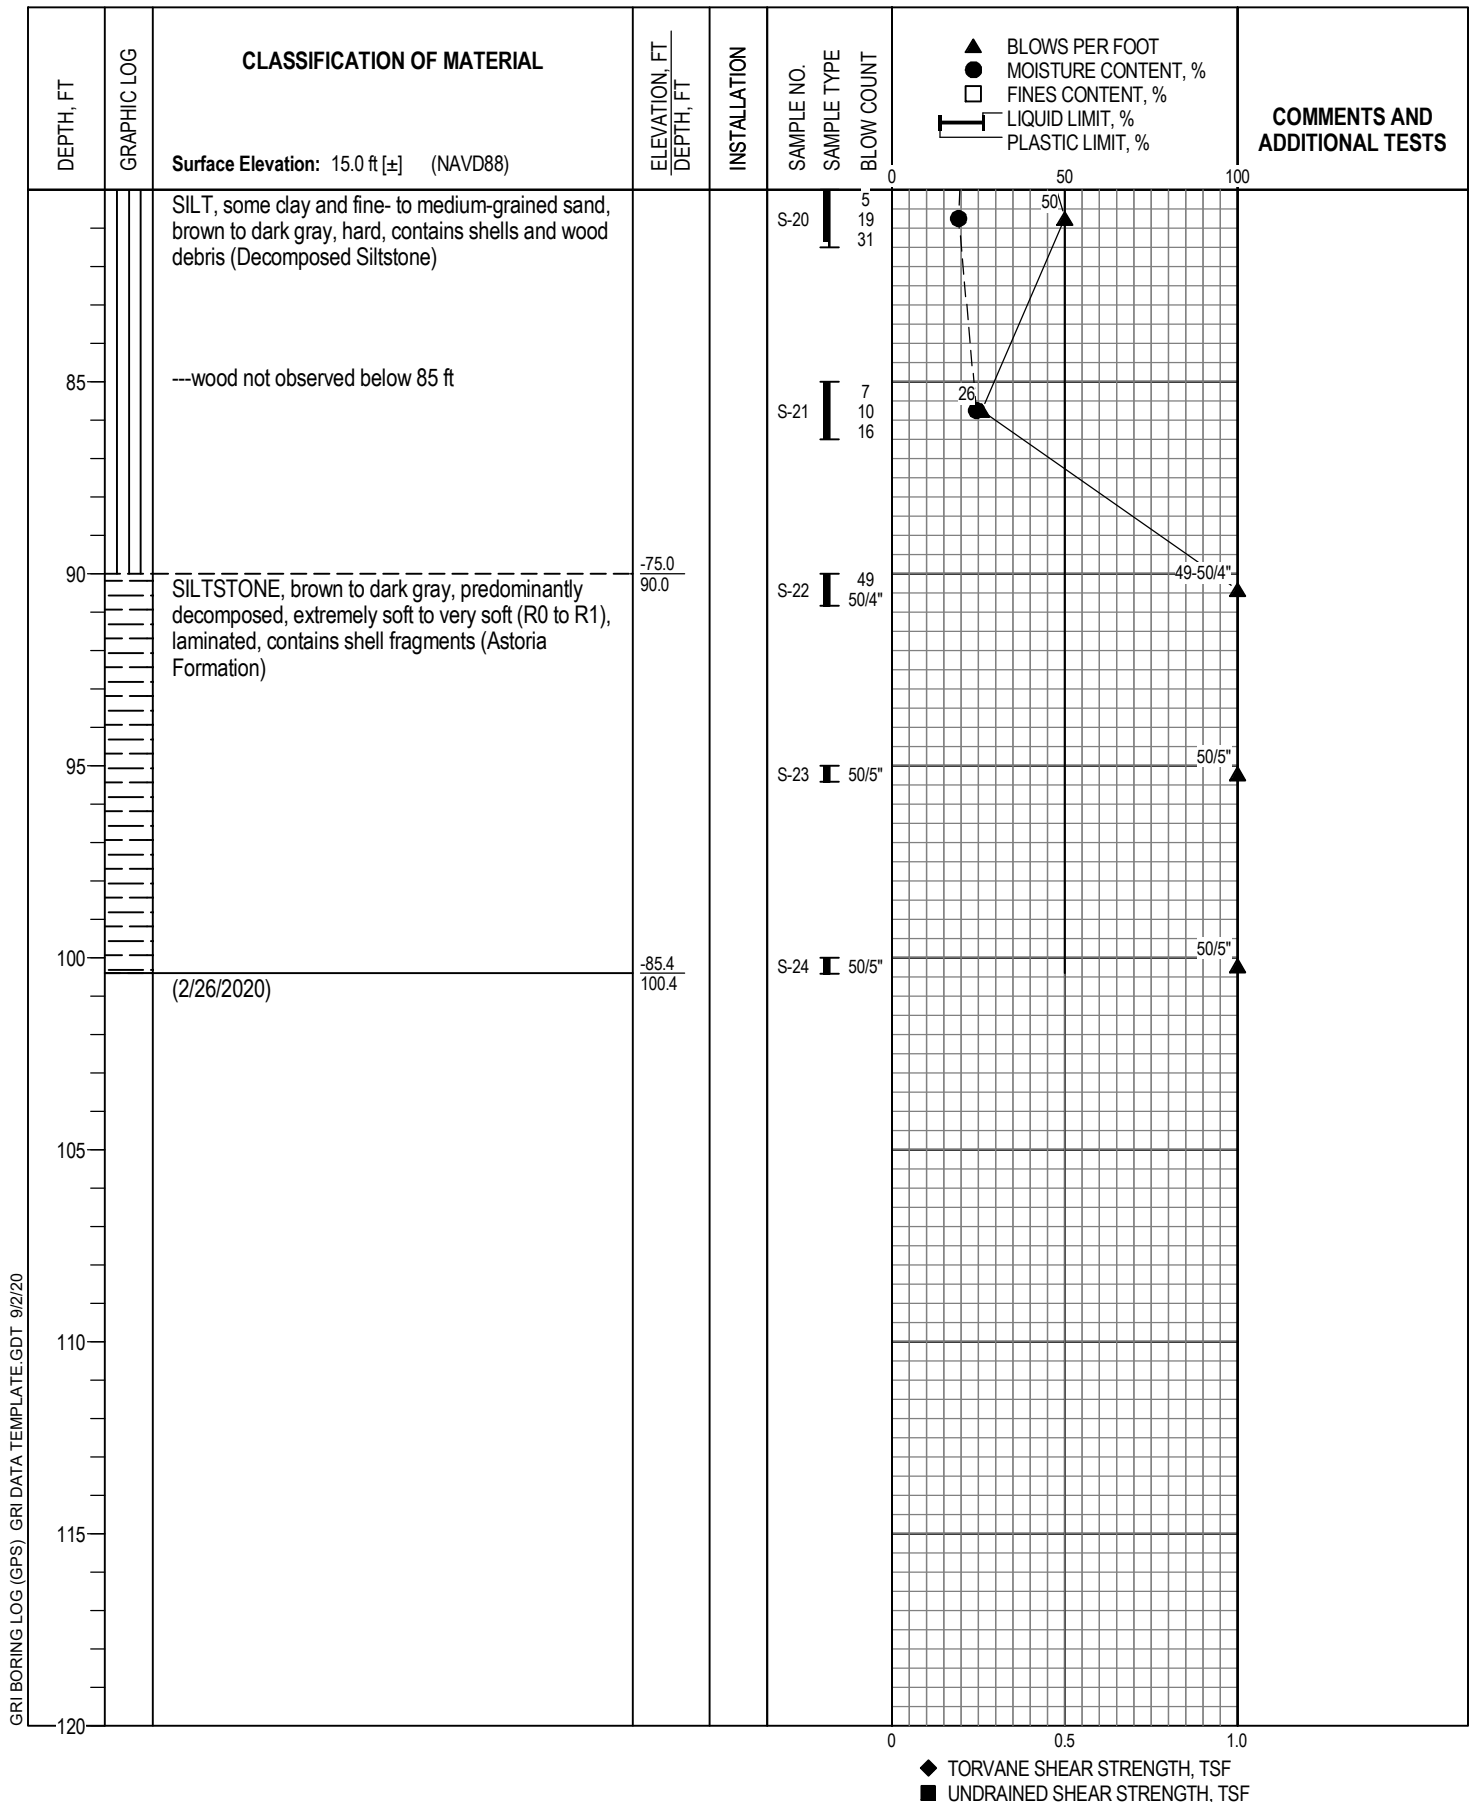 DEPTH, FT
GRAPHIC LOG
CLASSIFICATION OF MATERIAL
Surface Elevation: 15.0 ft [±] (NAVD88)
ELEVATION, FT
DEPTH, FT
INSTALLATION
SAMPLE NO.
SAMPLE TYPE
BLOW COUNT
BLOWS PER FOOT
MOISTURE CONTENT, %
FINES CONTENT, %
LIQUID LIMIT, %
PLASTIC LIMIT, %
0 50 100
COMMENTS AND
ADDITIONAL TESTS
SILT, some clay and fine- to medium-grained sand,
brown to dark gray, hard, contains shells and wood
debris (Decomposed Siltstone)
S-20
5
19
31
50
85
---wood not observed below 85 ft
S-21
7
10
16
26
90
-75.0
90.0
SILTSTONE, brown to dark gray, predominantly
decomposed, extremely soft to very soft (R0 to R1),
laminated, contains shell fragments (Astoria
Formation)
S-22
49
50/4"
49-50/4"
95
S-23
50/5"
50/5"
100
-85.4
100.4
S-24
50/5"
50/5"
(2/26/2020)
105
110
115
120
0 0.5 1.0
TORVANE SHEAR STRENGTH, TSF
UNDRAINED SHEAR STRENGTH, TSF
GRI BORING LOG (GPS) GRI DATA TEMPLATE.GDT 9/2/20